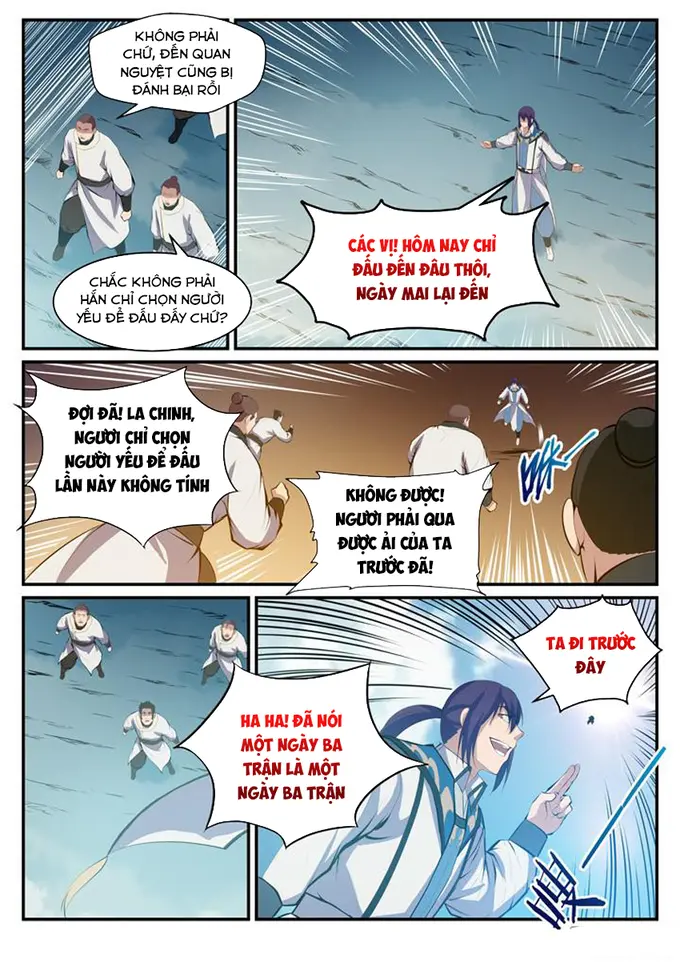 KHÔNG PHẢI
CHỨ, ĐẾN QUAN
NGUYỆT CŨNG BỊ
ĐÁNH BẠI RỒI
CÁC VỊ! HÔM NAY CHỈ
ĐẤU ĐẾN ĐÂU THÔI,
NGÀY MAI LẠI ĐẾN
CHẮC KHÔNG PHẢI
HẮN CHỈ CHỌN NGƯỜI
YẾU ĐỂ ĐẤU ĐẤY CHỨ?
ĐỢI ĐÃ! LA CHINH,
NGƯƠI CHỈ CHỌN
NGƯỜI YẾU ĐỂ ĐẤU
LẦN NÀY KHÔNG TÍNH
KHÔNG ĐƯỢC!
NGƯƠI PHẢI QUA
ĐƯỢC ẢI CỦA TA
TRƯỚC ĐÃ!
TA ĐI TRƯỚC
ĐÂY
HA HA! ĐÃ NÓI
MỘT NGÀY BA
TRẬN LÀ MỘT
NGÀY BA TRẬN